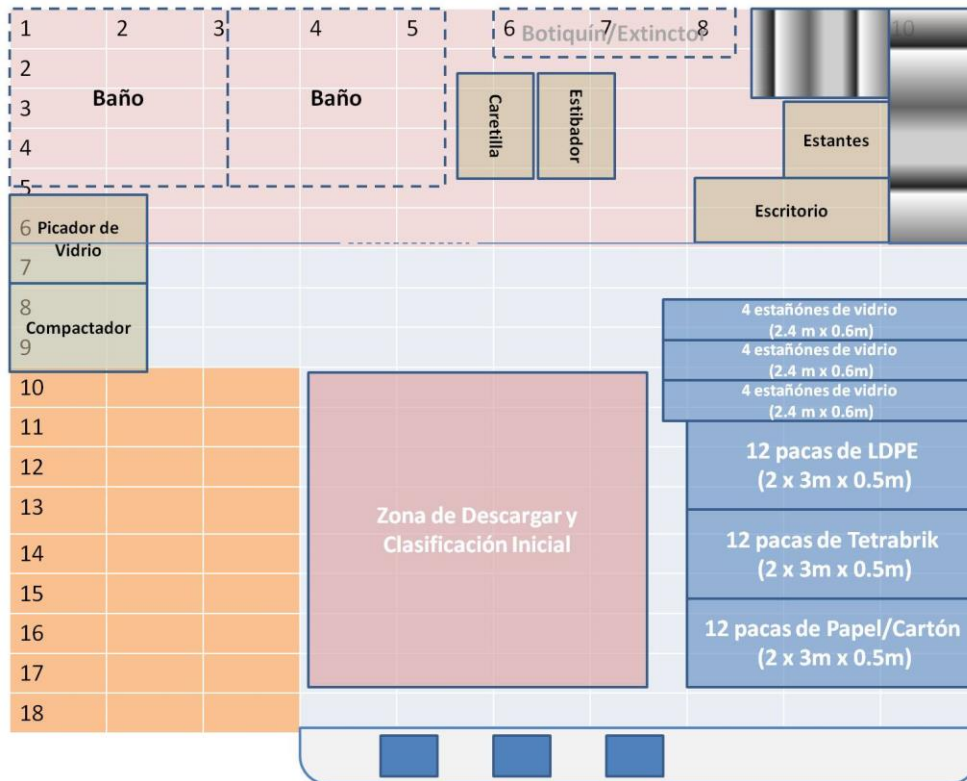 1 2 3 4 5 6 7 8 10
Botiquín/Extinctor
2
3
4
5
6
7
8
9
10
11
12
13
14
15
16
17
18
Baño
Baño
Caretilla
Estibador
Estantes
Escritorio
Picador de
Vidrio
Compactador
4 estañónes de vidrio
(2.4 m x 0.6m)
4 estañónes de vidrio
(2.4 m x 0.6m)
4 estañónes de vidrio
(2.4 m x 0.6m)
12 pacas de LDPE
(2 x 3m x 0.5m)
Zona de Descargar y
Clasificación Inicial
12 pacas de Tetrabrik
(2 x 3m x 0.5m)
12 pacas de Papel/Cartón
(2 x 3m x 0.5m)